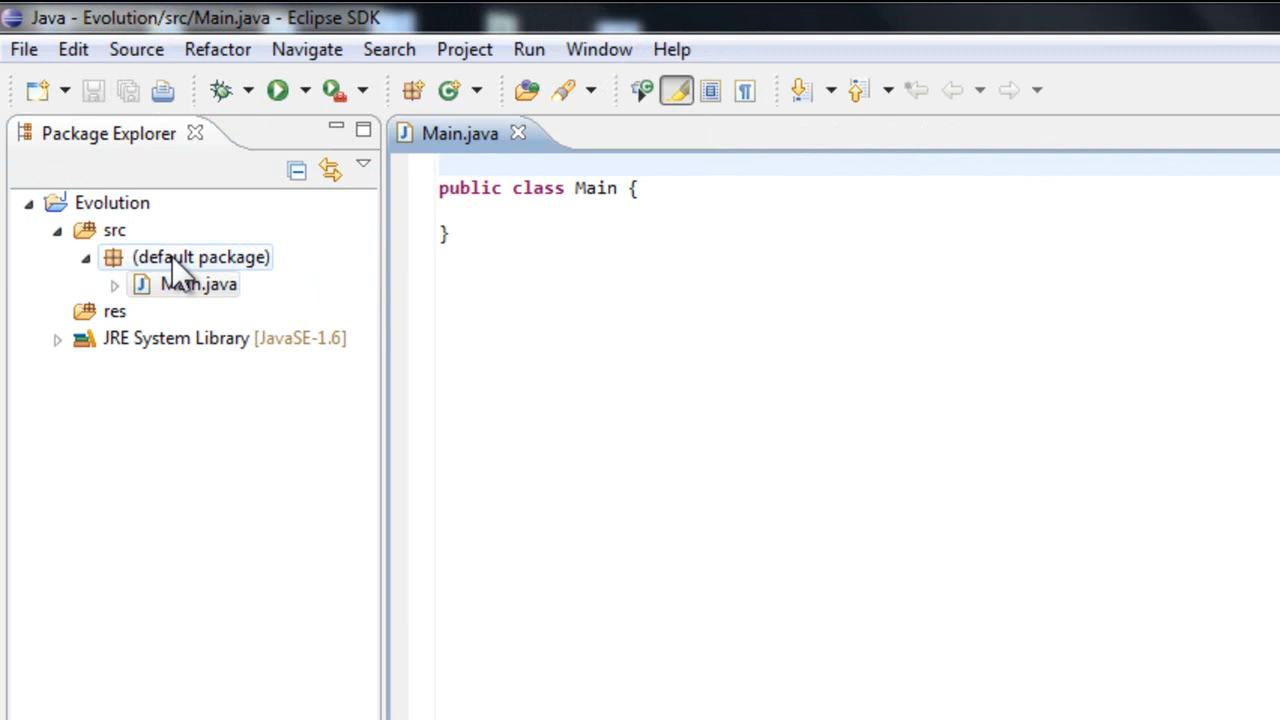 Java - Evolution/src/Main.java - Eclipse SDK
File Edit Source Refactor Navigate Search Project Run Window Help
Package Explorer
Main.java
Evolution
src
(default package)
Main.java
res
JRE System Library [JavaSE-1.6]
public class Main {
}